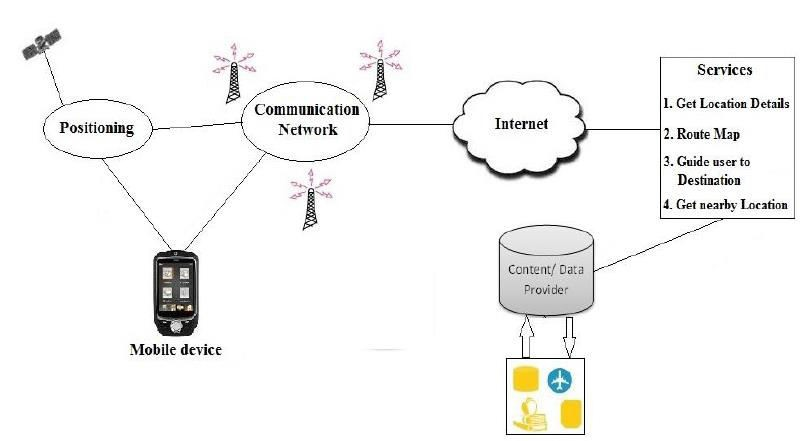 Positioning
Communication
Network
Internet
Services
1. Get Location Details
2. Route Map
3. Guide user to
Destination
4. Get nearby Location
Content/ Data
Provider
Mobile device